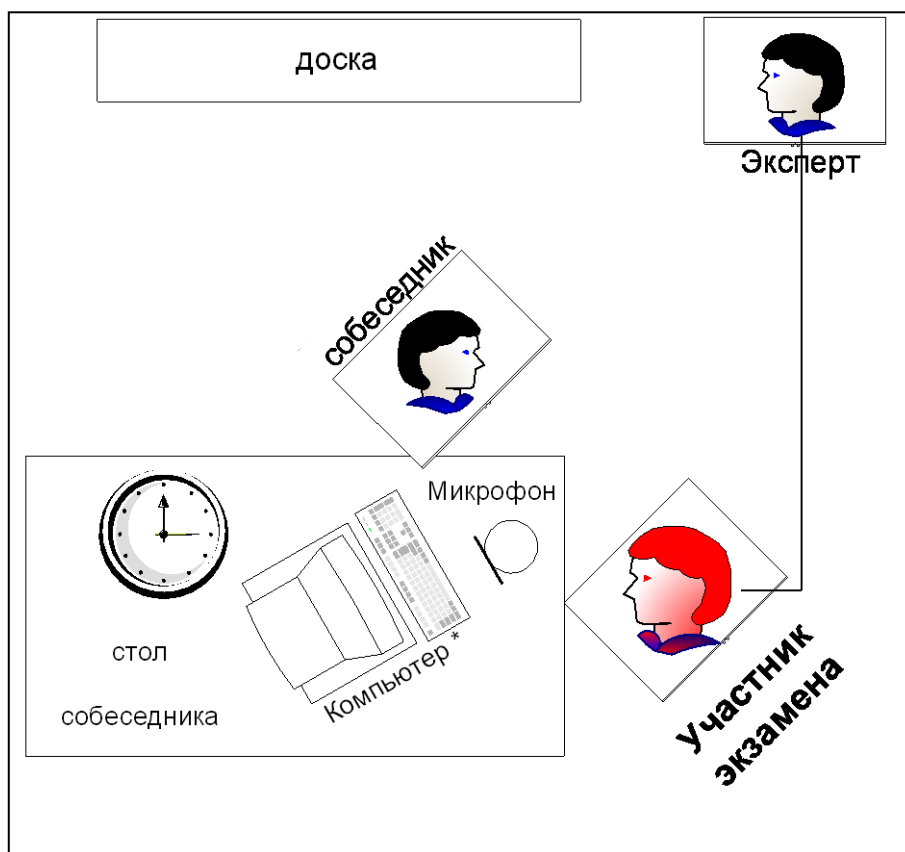 доска
Эксперт
собеседник
Микрофон
стол
собеседника
Компьютер *
Участник
экзамена